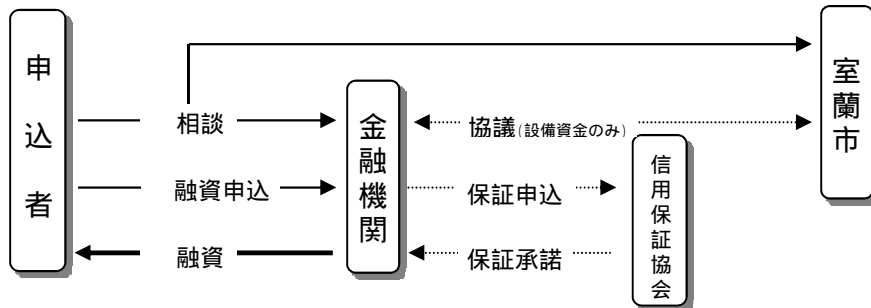 申込者
相談
融資申込
融資
金融機関
協議(設備資金のみ)
保証申込
保証承諾
信用保証協会
室蘭市